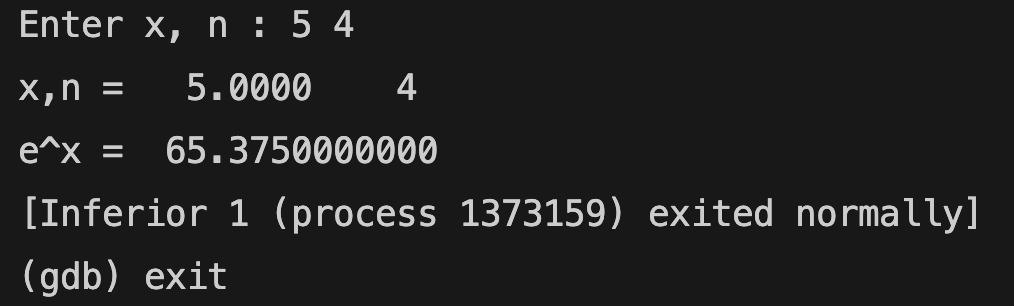 Enter x, n : 5 4
x,n =   5.0000    4
e^x =  65.3750000000
[Inferior 1 (process 1373159) exited normally]
(gdb) exit